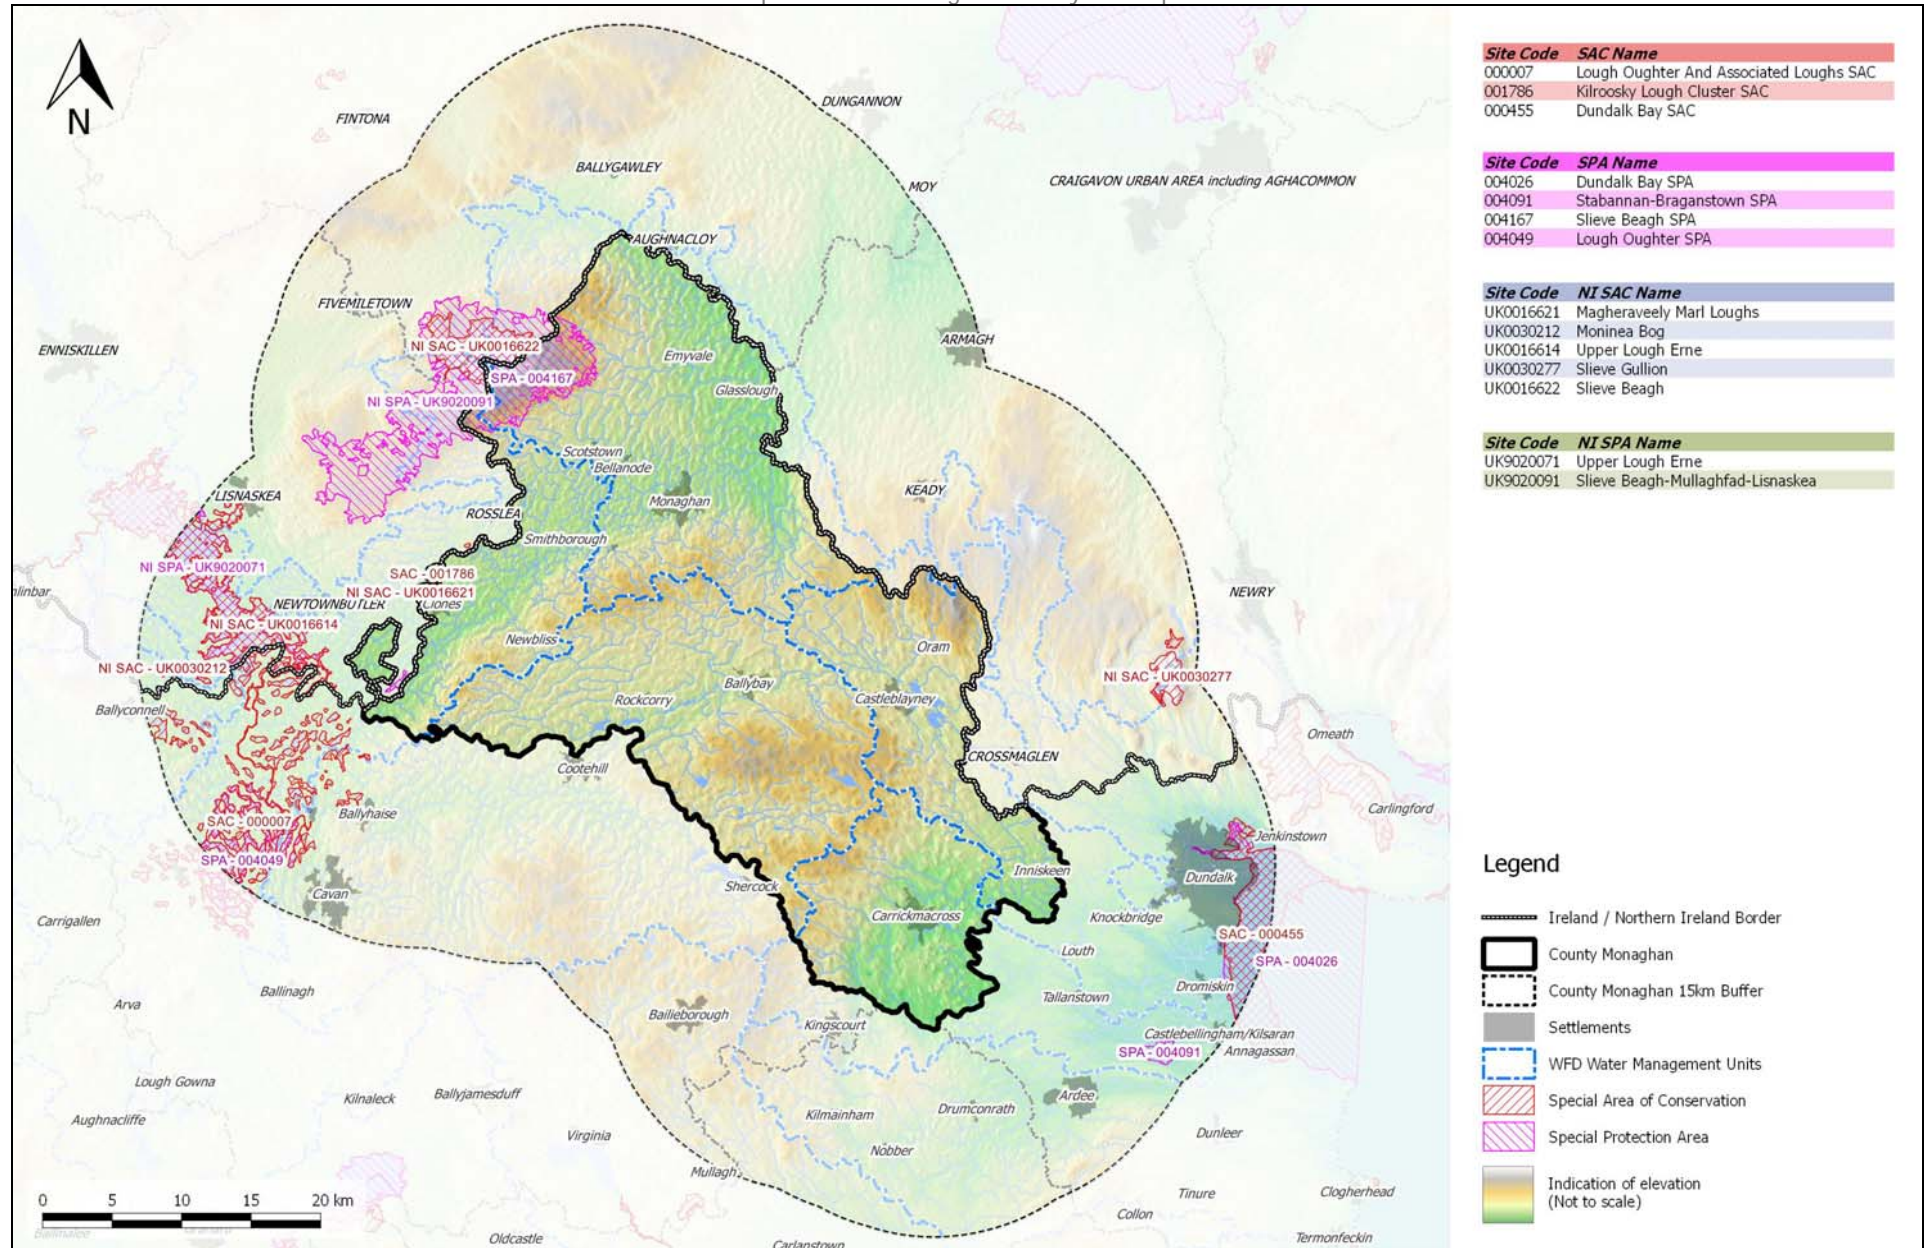 N
FINTONA
DUNGANNON
BALLYGAWLEY
MOY
CRAIGAVON URBAN AREA including AGHACOMMON
AUGHNACLOY
FIVEMILETOWN
ENNISKILLEN
NI SAC - UK0016622
Emyvale
ARMAGH
SPA - 004167
Glasslough
NI SPA - UK9020091
Scotstown
Bellanode
LISNASKEA
Monaghan
KEADY
ROSSLEA
Smithborough
NI SPA - UK9020071
SAC - 001786
NI SAC - UK0016621
NEWTOWNBUTLER
Clones
NEWRY
NI SAC - UK0016614
Newbliss
Oram
NI SAC - UK0030212
NI SAC - UK0030277
Ballybay
Rockcorry
Castleblayney
Ballyconnell
Omeath
CROSSMAGLEN
Cootehill
Carlingford
Ballyhaise
SAC - 000007
Jenkinstown
SPA - 004049
Inniskeen
Dundalk
Shercock
Cavan
Carrickmacross
Knockbridge
Carrigallen
SAC - 000455
Louth
SPA - 004026
Dromiskin
Ballinagh
Tallanstown
Arva
Bailieborough
Kingscourt
Castlebellingham/Kilsaran
SPA - 004091
Annagassan
Lough Gowna
Kilnaleck
Ballyjamesduff
Ardee
Drumconrath
Kilmainham
Aughnacliffe
Virginia
Dunleer
Nobber
Mullagh
Tinure
Clogherhead
Collon
Oldcastle
Carlanstown
Termonfeckin
0 5 10 15 20 km
Site Code SAC Name
000007 Lough Oughter And Associated Loughs SAC
001786 Kilroosky Lough Cluster SAC
000455 Dundalk Bay SAC
Site Code SPA Name
004026 Dundalk Bay SPA
004091 Stabannan-Braganstown SPA
004167 Slieve Beagh SPA
004049 Lough Oughter SPA
Site Code NI SAC Name
UK0016621 Magheraveely Marl Loughs
UK0030212 Moninea Bog
UK0016614 Upper Lough Erne
UK0030277 Slieve Gullion
UK0016622 Slieve Beagh
Site Code NI SPA Name
UK9020071 Upper Lough Erne
UK9020091 Slieve Beagh-Mullaghfad-Lisnaskea
Legend
Ireland / Northern Ireland Border
County Monaghan
County Monaghan 15km Buffer
Settlements
WFD Water Management Units
Special Area of Conservation
Special Protection Area
Indication of elevation
(Not to scale)